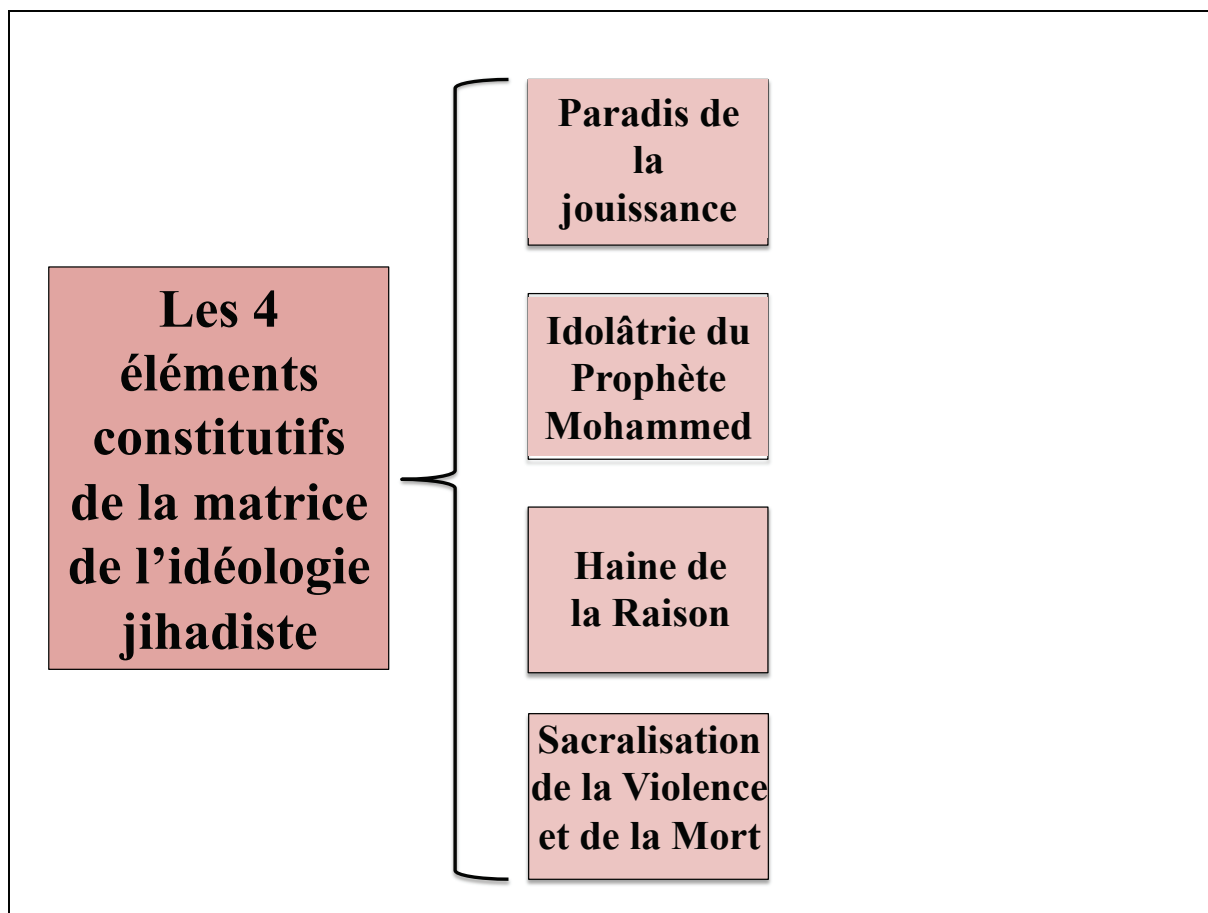 Les 4
éléments
constitutifs
de la matrice
de l’idéologie
jihadiste
Paradis de
la
jouissance
Idolâtrie du
Prophète
Mohammed
Haine de
la Raison
Sacralisation
de la Violence
et de la Mort